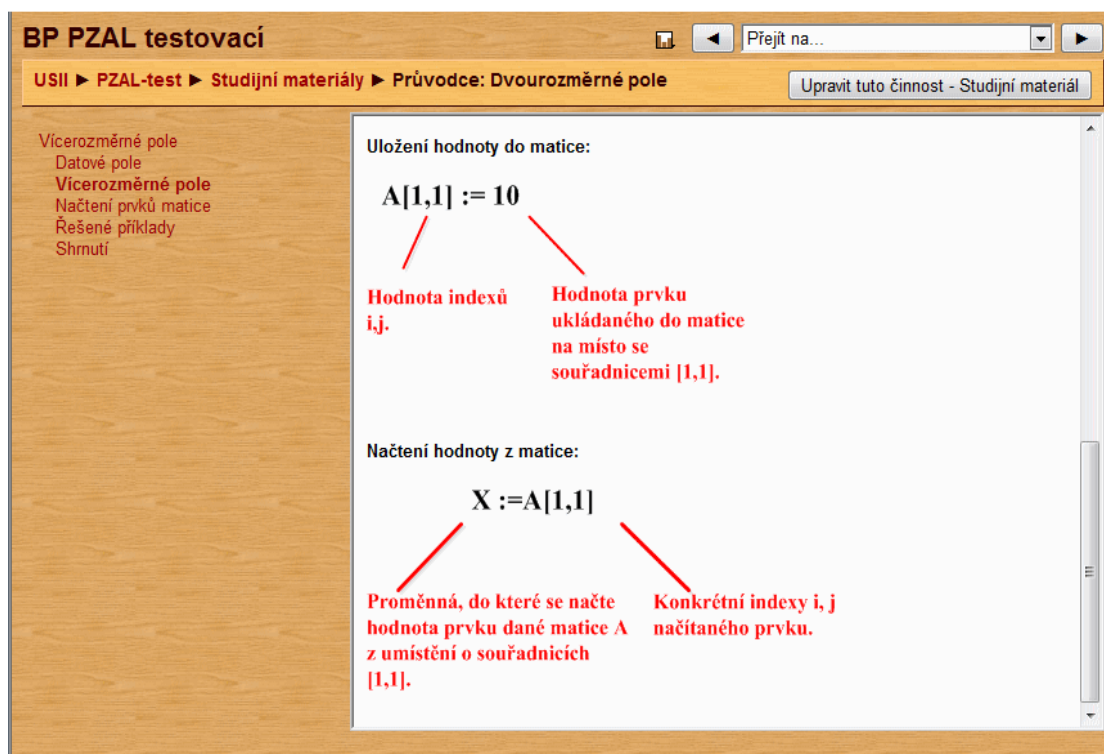 BP PZAL testovací
Přejít na...
USII ► PZAL-test ► Studijní materiály ► Průvodce: Dvourozměrné pole
Upravit tuto činnost - Studijní materiál
Vícerozměrné pole
Datové pole
Vícerozměrné pole
Načtení prvků matice
Řešené příklady
Shrnutí
Uložení hodnoty do matice:
A[1,1] := 10
Hodnota indexů
i,j.
Hodnota prvku
ukládaného do matice
na místo se
souřadnicemi [1,1].
Načtení hodnoty z matice:
X :=A[1,1]
Proměnná, do které se načte
hodnota prvku dané matice A
z umístění o souřadnicích
[1,1].
Konkrétní indexy i, j
načítaného prvku.